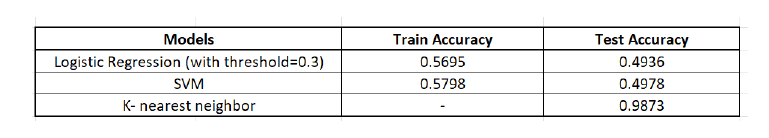 Models Train Accuracy Test Accuracy
Logistic Regression (with threshold=0.3) 0.5695 0.4936
SVM 0.5798 0.4978
K- nearest neighbor - 0.9873